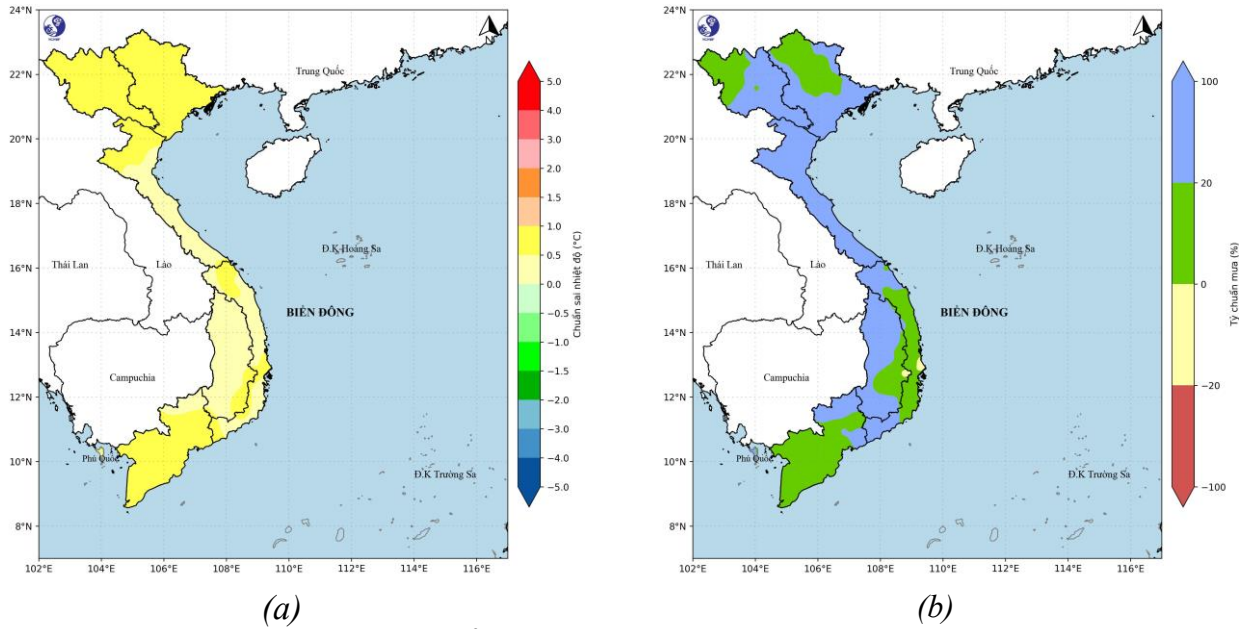 24°N
22°N
20°N
18°N
16°N
14°N
12°N
10°N
8°N
102°E
104°E
106°E
108°E
110°E
112°E
114°E
116°E
N
Trung Quốc
Đ.K Hoàng Sa
Thái Lan
Lào
BIỂN ĐÔNG
Campuchia
Phú Quốc
Đ.K Trường Sa
5.0
4.0
3.0
2.0
1.5
1.0
0.5
0.0
−0.5
−1.0
−1.5
−2.0
−3.0
−4.0
−5.0
Chuẩn sai nhiệt độ (°C)
(a)
24°N
22°N
20°N
18°N
16°N
14°N
12°N
10°N
8°N
102°E
104°E
106°E
108°E
110°E
112°E
114°E
116°E
N
Trung Quốc
Đ.K Hoàng Sa
Thái Lan
Lào
BIỂN ĐÔNG
Campuchia
Phú Quốc
Đ.K Trường Sa
100
20
0
−20
−100
Tỷ chuẩn mưa (%)
(b)